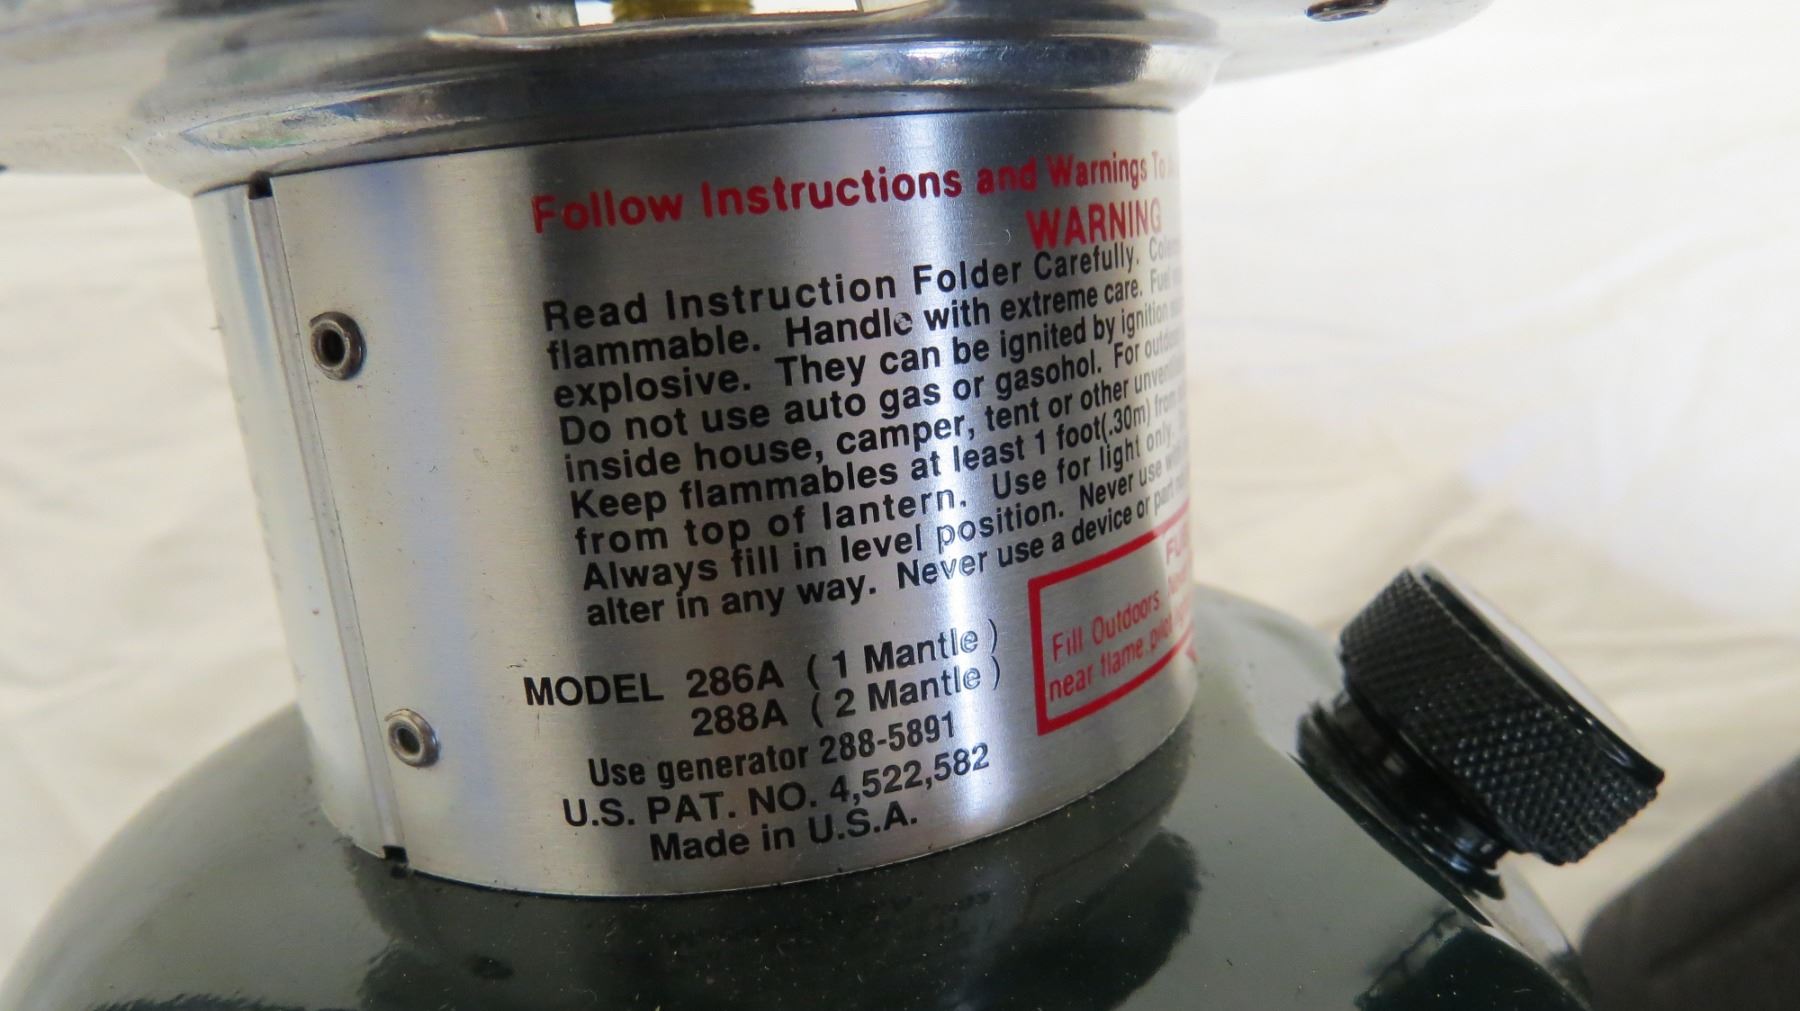 Follow Instructions and Warnings To
WARNING
Read Instruction Folder Carefully.
flammable. Handle with extreme care. Fuel
explosive. They can be ignited by ignition
Do not use auto gas or gasohol. For
inside house, camper, tent or other
Keep flammables at least 1 foot(.30m) from
from top of lantern. Use for light only.
Always fill in level position. Never use
alter in any way. Never use a device or part
Fill Outdoors
near flame, pilot
MODEL 286A ( 1 Mantle )
288A ( 2 Mantle )
Use generator 288-5891
U.S. PAT. NO. 4,522,582
Made in U.S.A.